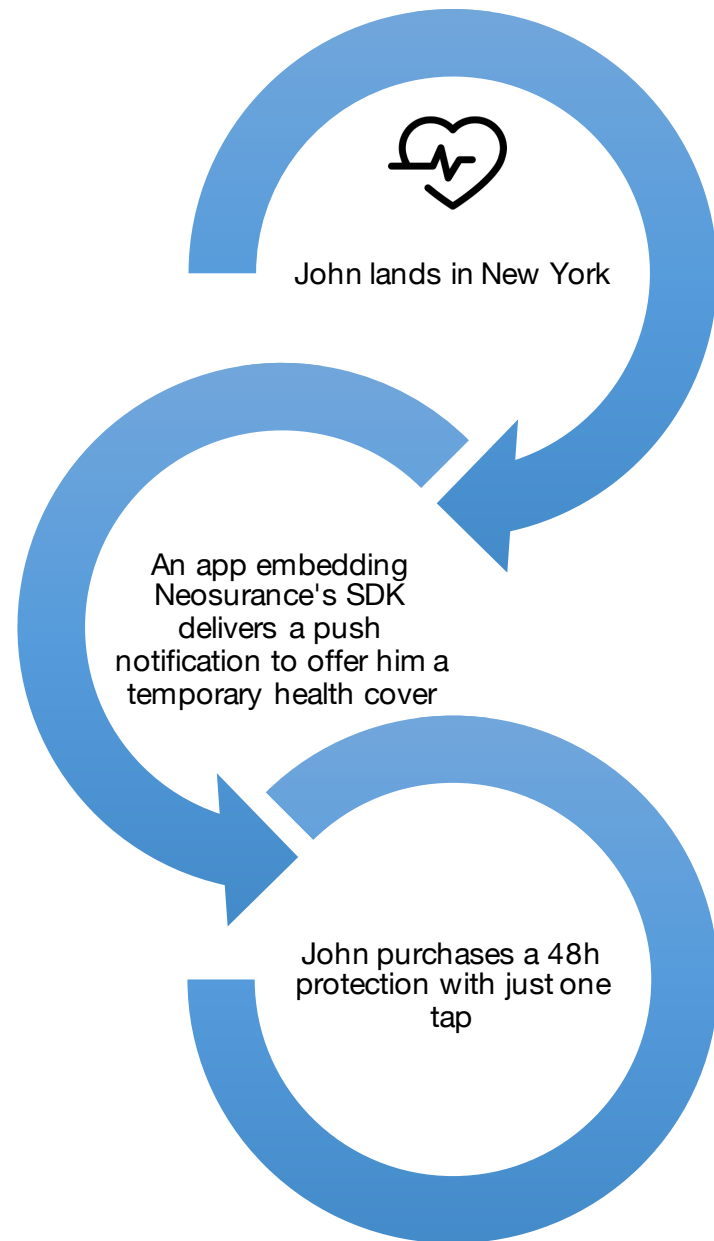 John lands in New York
An app embedding
Neosurance's SDK
delivers a push
notification to offer him a
temporary health cover
John purchases a 48h
protection with just one
tap